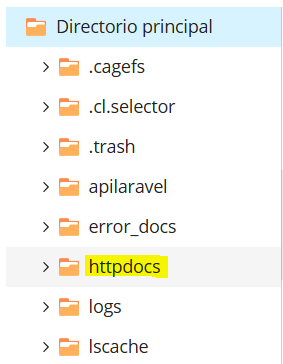 Directorio principal
.cagefs
.cl.selector
.trash
apilaravel
error_docs
httpdocs
logs
lscache